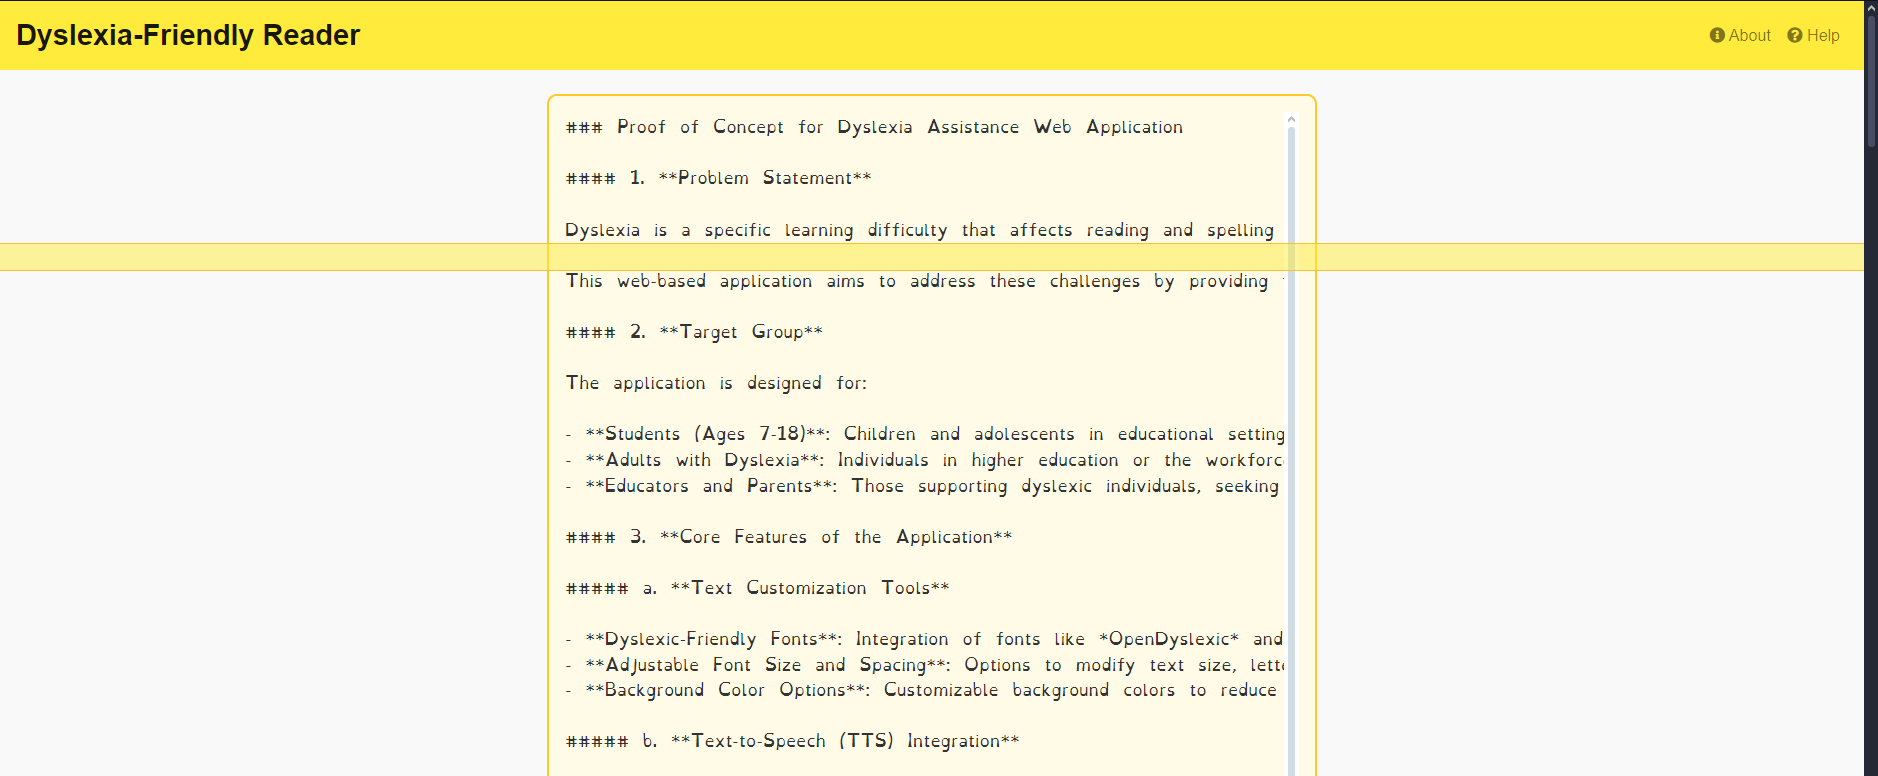 Dyslexia-Friendly Reader
About Help
### Proof of Concept for Dyslexia Assistance Web Application
#### 1. **Problem Statement**
Dyslexia is a specific learning difficulty that affects reading and spelling
This web-based application aims to address these challenges by providing
#### 2. **Target Group**
The application is designed for:
- **Students (Ages 7-18)**: Children and adolescents in educational setting
- **Adults with Dyslexia**: Individuals in higher education or the workforc
- **Educators and Parents**: Those supporting dyslexic individuals, seeking
#### 3. **Core Features of the Application**
##### a. **Text Customization Tools**
- **Dyslexic-Friendly Fonts**: Integration of fonts like *OpenDyslexic* and
- **Adjustable Font Size and Spacing**: Options to modify text size, lett
- **Background Color Options**: Customizable background colors to reduce
##### b. **Text-to-Speech (TTS) Integration**